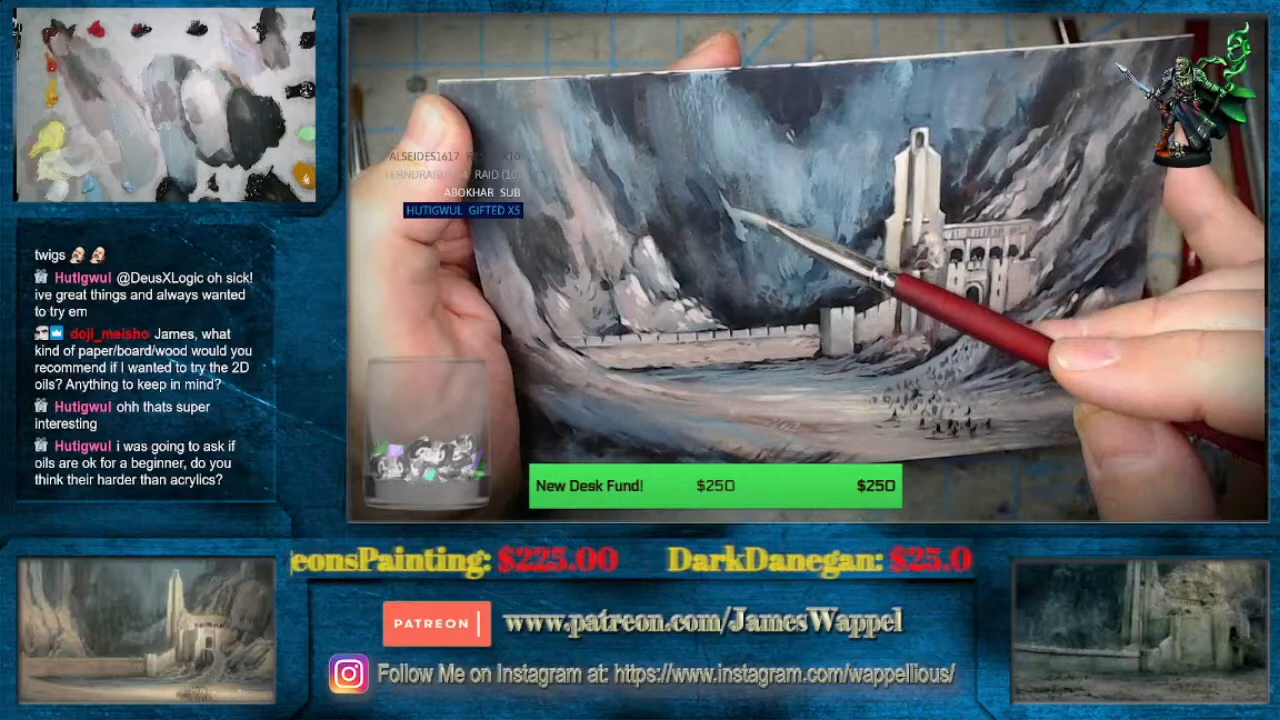 ALSEIDES1617
RAID (10)
ABOKHAR SUB
HUTIGWUL GIFTED X5
twigs
Hutigwul @DeusXLogic oh sick!
ive great things and always wanted
to try em
doji_meisho James, what
kind of paper/board/wood would you
recommend if I wanted to try the 2D
oils? Anything to keep in mind?
Hutigwul ohh thats super
interesting
Hutigwul i was going to ask if
oils are ok for a beginner, do you
think their harder than acrylics?
New Desk Fund! $250 $250
eonsPainting: $225.00 DarkDanegan: $25.0
PATREON www.patreon.com/JamesWappel
Follow Me on Instagram at: https://www.instagram.com/wappellious/